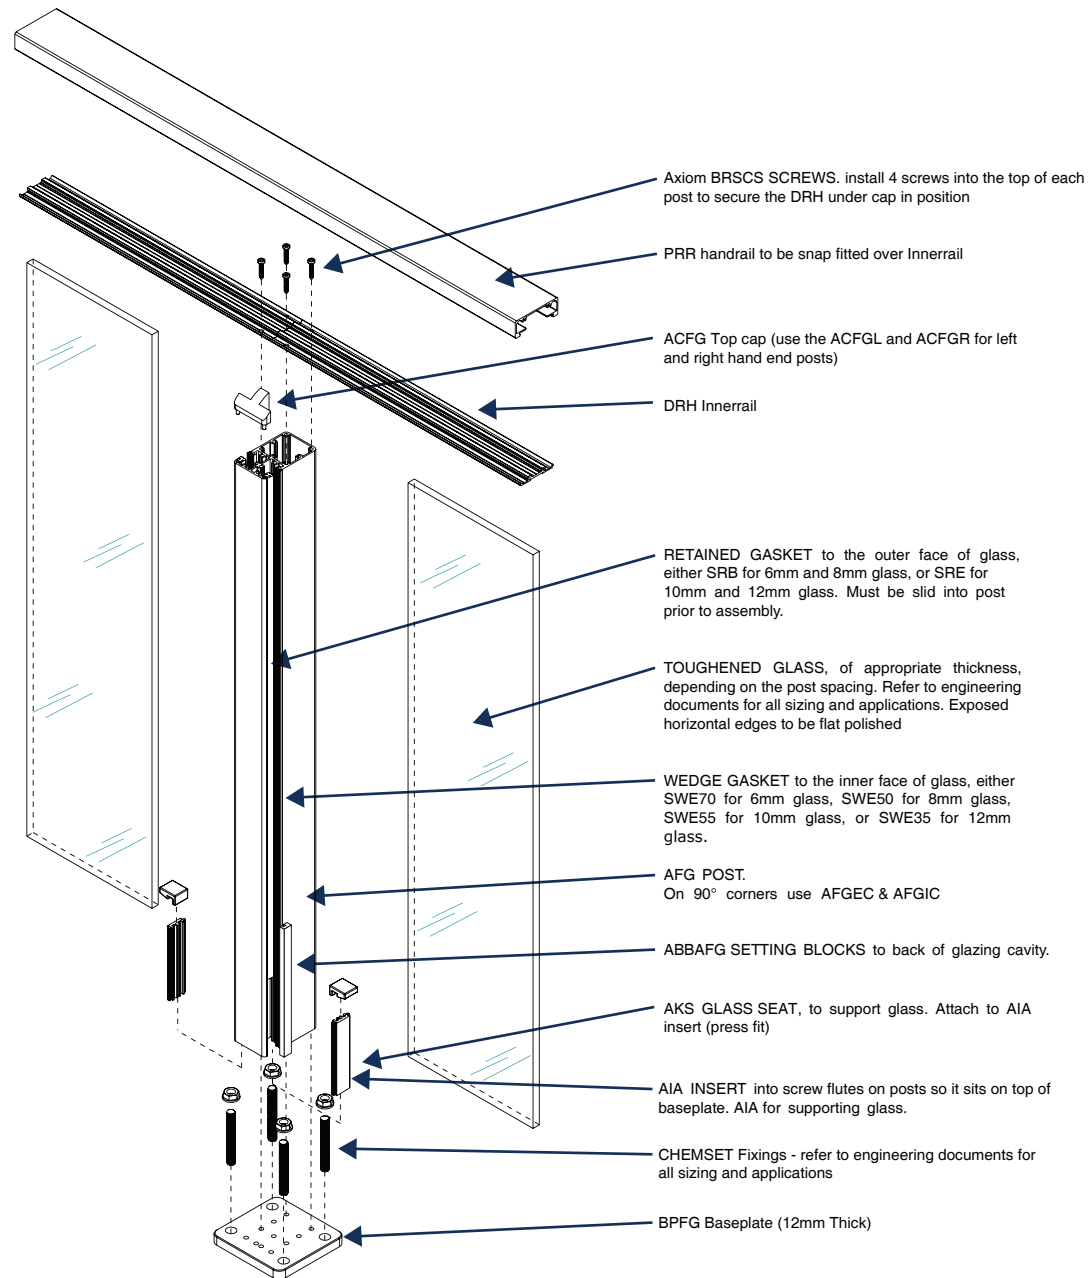 Axiom BRSCS SCREWS. install 4 screws into the top of each
post to secure the DRH under cap in position
PRR handrail to be snap fitted over Innerrail
ACFG Top cap (use the ACFGL and ACFGR for left
and right hand end posts)
DRH Innerrail
RETAINED GASKET to the outer face of glass,
either SRB for 6mm and 8mm glass, or SRE for
10mm and 12mm glass. Must be slid into post
prior to assembly.
TOUGHENED GLASS, of appropriate thickness,
depending on the post spacing. Refer to engineering
documents for all sizing and applications. Exposed
horizontal edges to be flat polished
WEDGE GASKET to the inner face of glass, either
SWE70 for 6mm glass, SWE50 for 8mm glass,
SWE55 for 10mm glass, or SWE35 for 12mm
glass.
AFG POST.
On 90° corners use AFGEC & AFGIC
ABBAFG SETTING BLOCKS to back of glazing cavity.
AKS GLASS SEAT, to support glass. Attach to AIA
insert (press fit)
AIA INSERT into screw flutes on posts so it sits on top of
baseplate. AIA for supporting glass.
CHEMSET Fixings - refer to engineering documents for
all sizing and applications
BPFG Baseplate (12mm Thick)